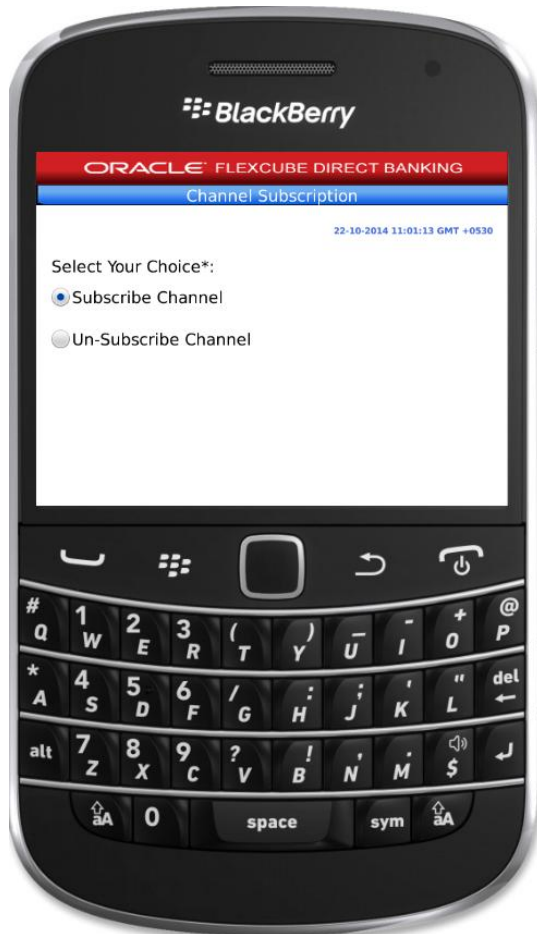 BlackBerry
ORACLE FLEXCUBE DIRECT BANKING
Channel Subscription
22-10-2014 11:01:13 GMT +0530
Select Your Choice*:
Subscribe Channel
Un-Subscribe Channel
# 1 2 3 ( ) _ - + @
Q W E R T Y U I O P
* 4 5 6 / : ; ' " del
A S D F G H J K L
alt 7 8 9 ? ! , . $
Z X C V B N M
aA 0 space sym aA